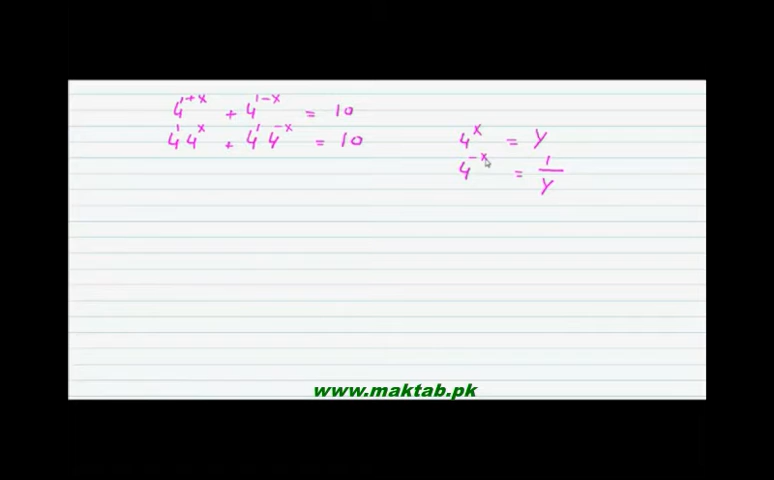 4^{1+x} + 4^{1-x} = 10
4^1 4^x + 4^1 4^{-x} = 10
4^x = y
4^{-x} = 1/y
www.maktab.pk